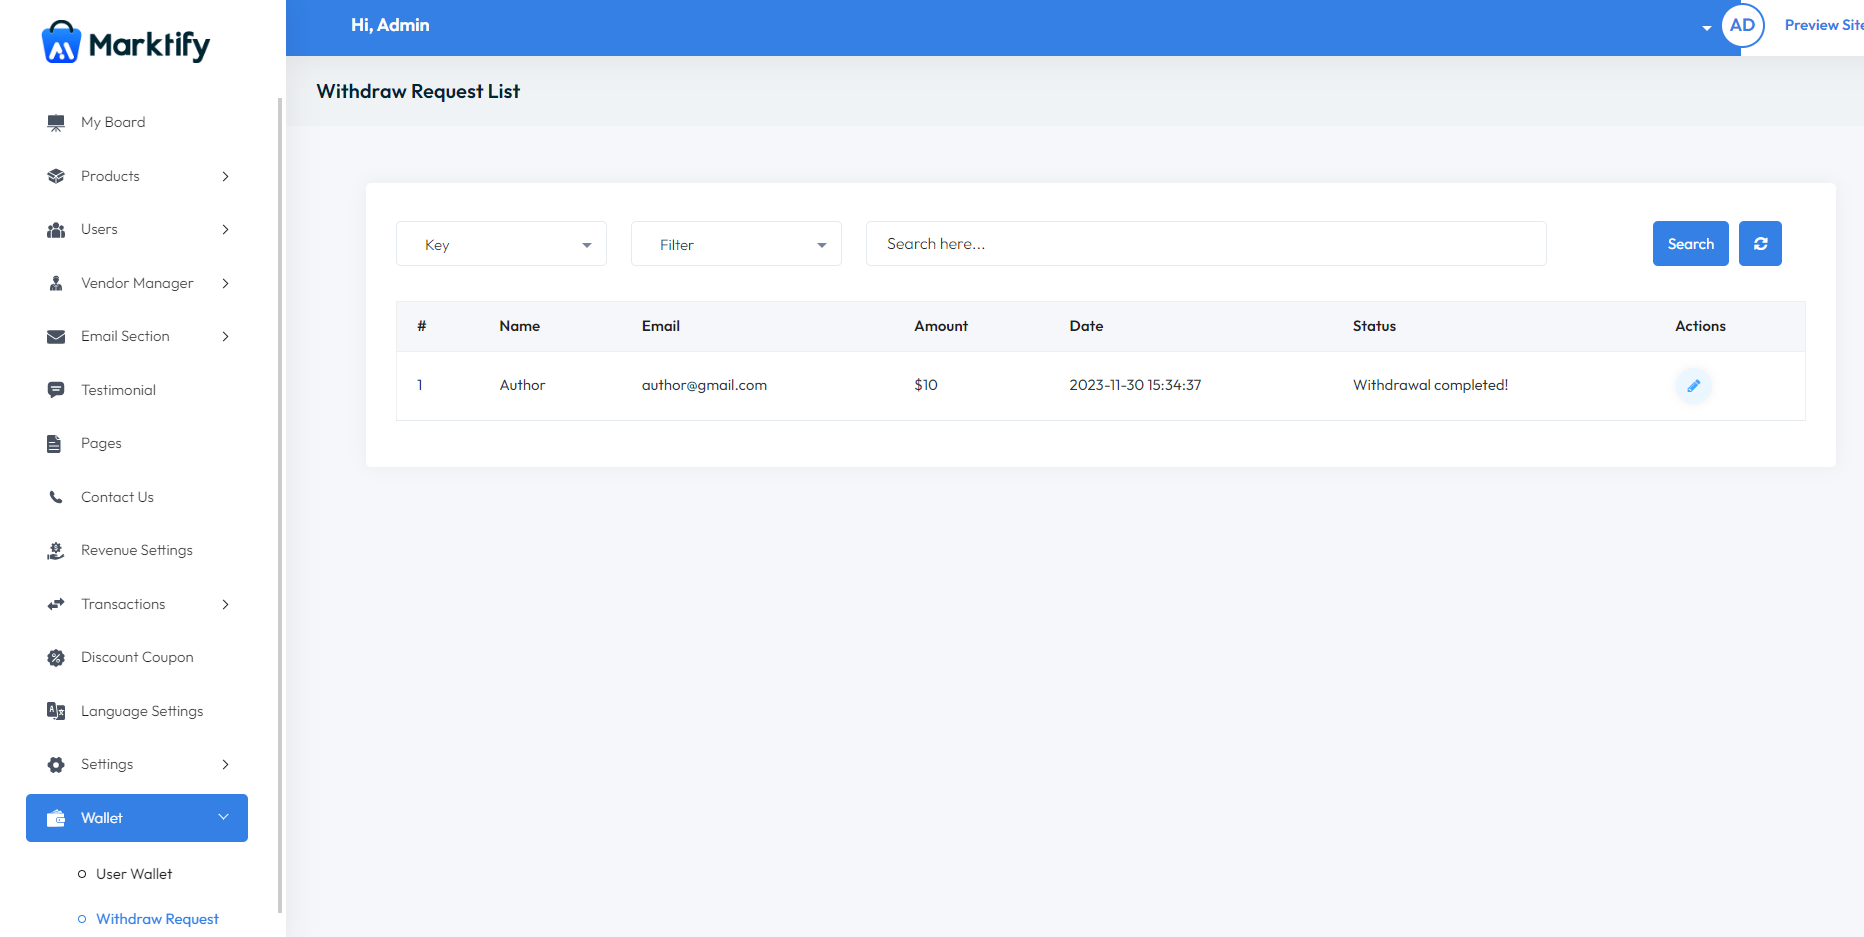 Marktify
Hi, Admin
AD
Preview Site
Withdraw Request List
My Board
Products
Users
Vendor Manager
Email Section
Testimonial
Pages
Contact Us
Revenue Settings
Transactions
Discount Coupon
Language Settings
Settings
Wallet
User Wallet
Withdraw Request
Key
Filter
Search here...
Search
# Name Email Amount Date Status Actions
1 Author author@gmail.com $10 2023-11-30 15:34:37 Withdrawal completed!